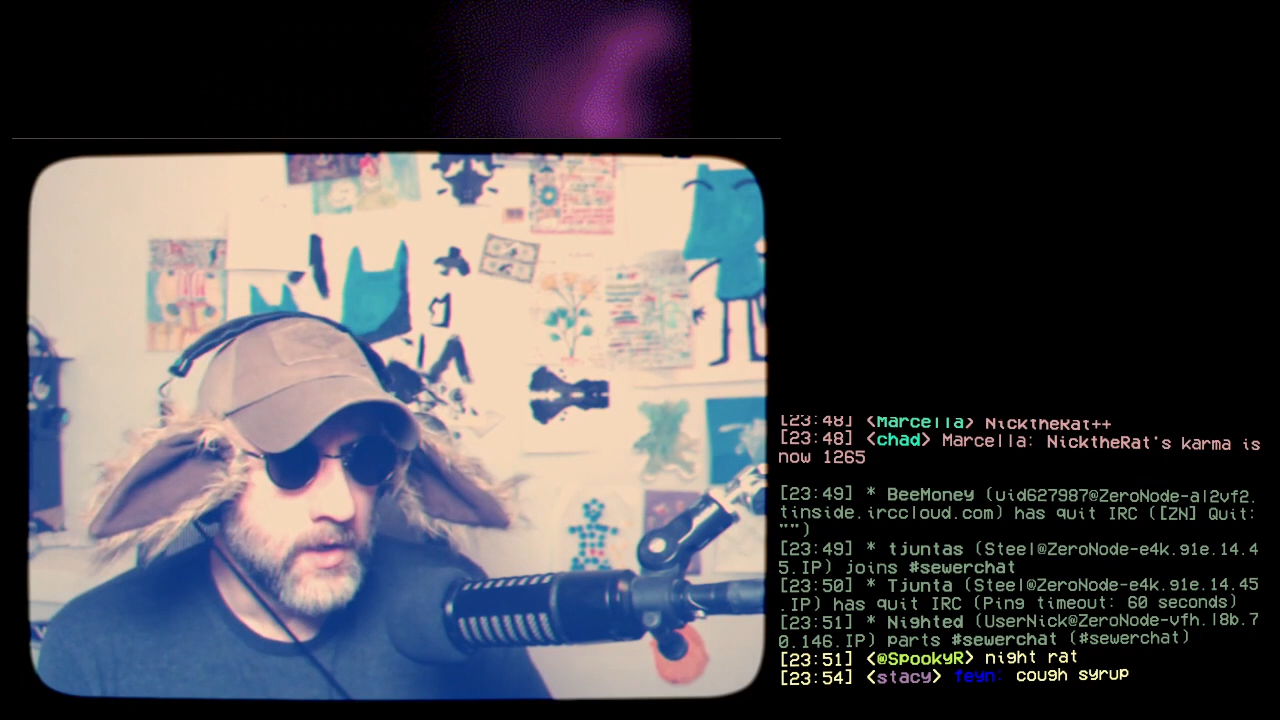 [23:48] <Marcella> NicktheRat++
[23:48] <chad> Marcella: NicktheRat's karma is
now 1265
[23:49] * BeeMoney (uid627987@ZeroNode-al2vf2.
tinside.irccloud.com) has quit IRC ([ZN] Quit:
"")
[23:49] * tjuntas (Steel@ZeroNode-e4k.91e.14.4
5.IP) joins #sewerchat
[23:50] * Tjunta (Steel@ZeroNode-e4k.91e.14.45
.IP) has quit IRC (Ping timeout: 60 seconds)
[23:51] * Nighted (UserNick@ZeroNode-vfh.l8b.7
0.146.IP) parts #sewerchat (#sewerchat)
[23:51] <@SpookyR> night rat
[23:54] <stacy> feyn: cough syrup